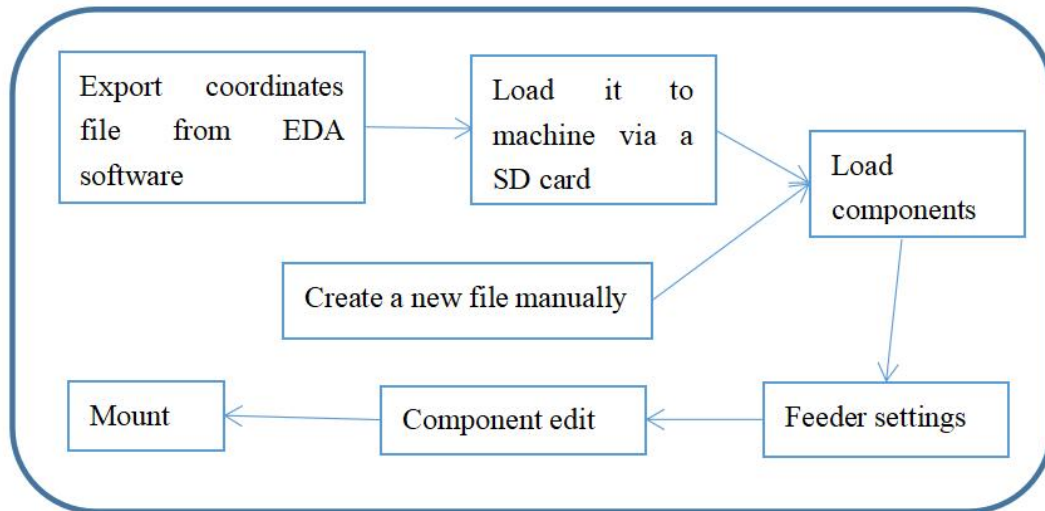 Export coordinates
file from EDA
software
Load it to
machine via a
SD card
Load
components
Create a new file manually
Mount
Component edit
Feeder settings